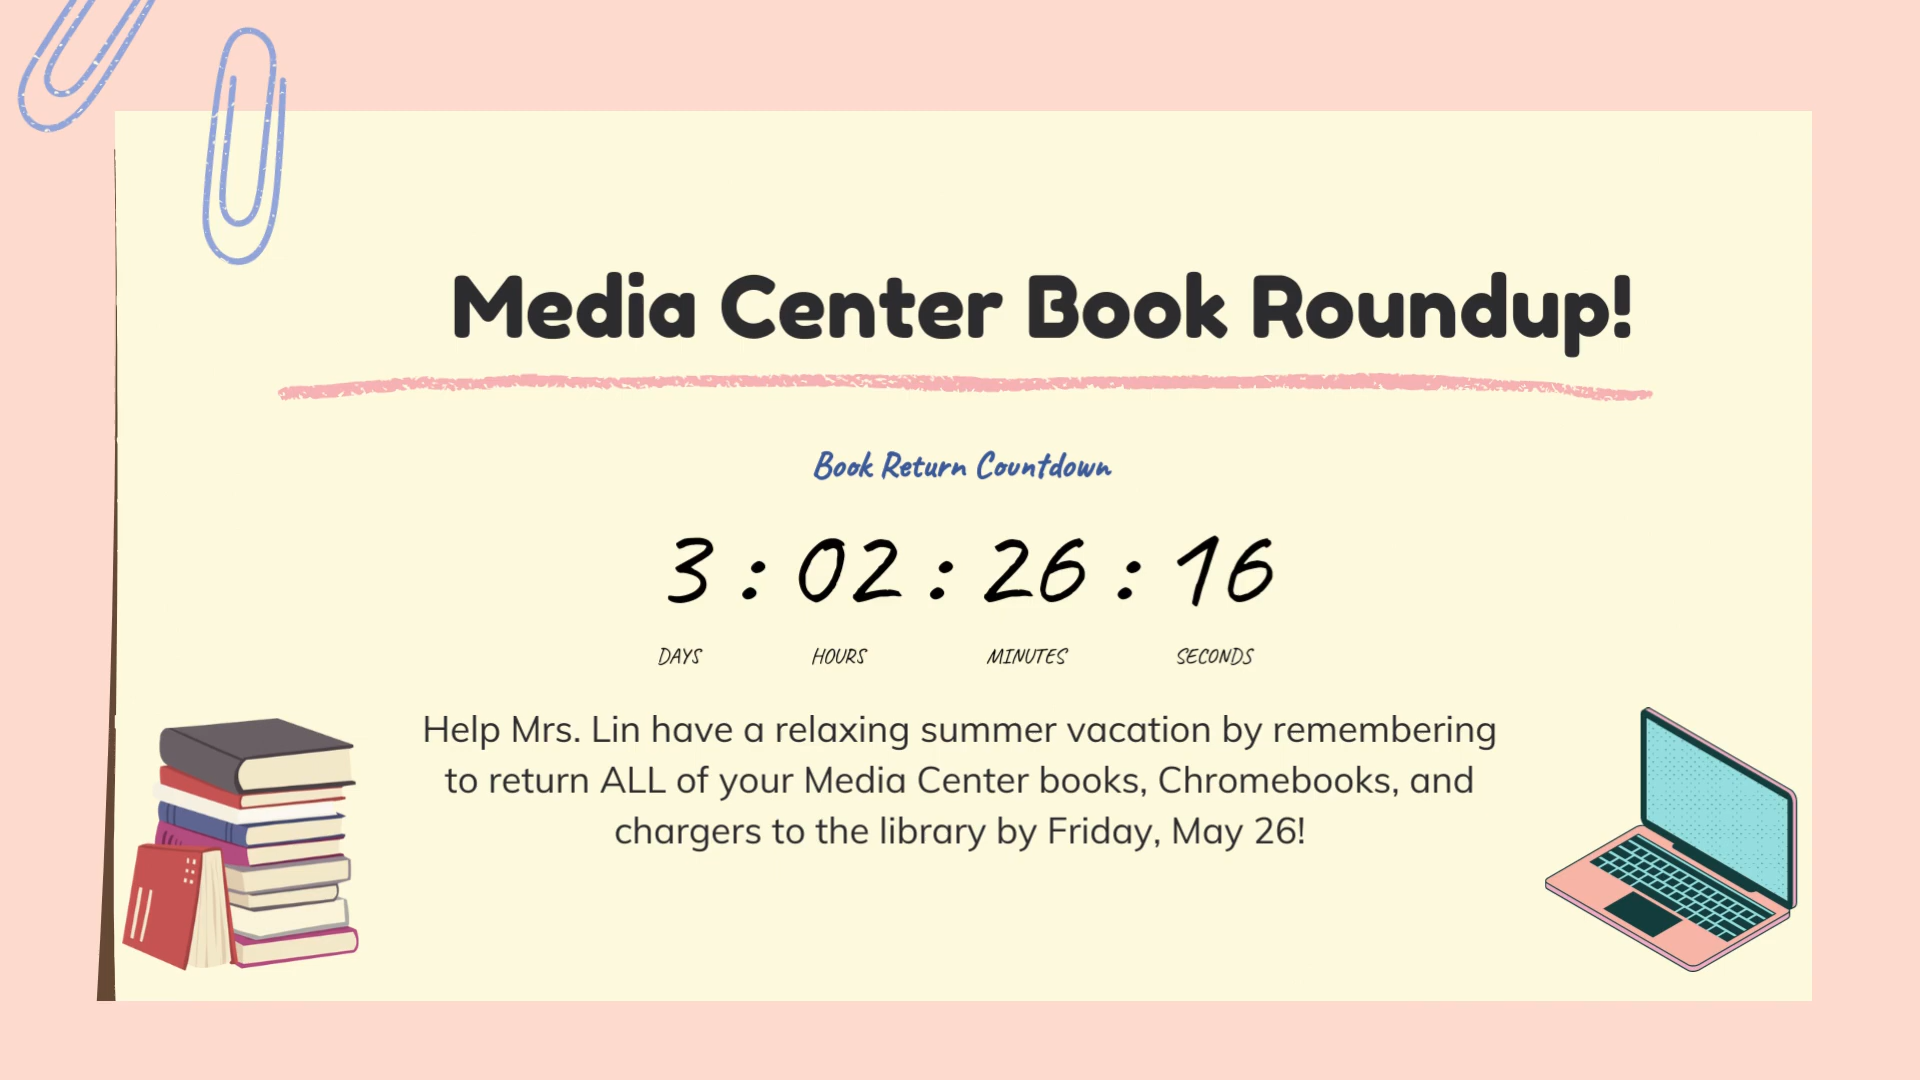 Media Center Book Roundup!
Book Return Countdown
3 : 02 : 26 : 16
DAYS HOURS MINUTES SECONDS
Help Mrs. Lin have a relaxing summer vacation by remembering
to return ALL of your Media Center books, Chromebooks, and
chargers to the library by Friday, May 26!